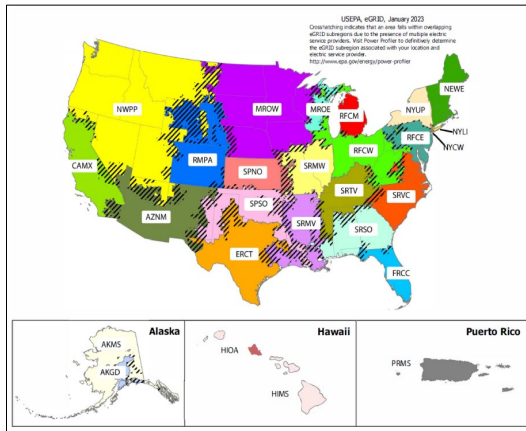 USEPA, eGRID, January 2023
Crosshatching indicates that an area falls within overlapping
eGRID subregions due to the presence of multiple electric
service providers. Visit Power Profiler to definitively determine
the eGRID subregion associated with your location and
electric service provider.
http://www.epa.gov/energy/power-profiler
NEWE
NWPP
MROW
MROE
RFCM
NYUP
NYLI
NYCW
RFCE
RFCW
CAMX
RMPA
SPNO
SRMW
SRTV
SRVC
AZNM
SPSO
SRMV
SRSO
ERCT
FRCC
Alaska
AKMS
AKGD
Hawaii
HIOA
HIMS
Puerto Rico
PRMS